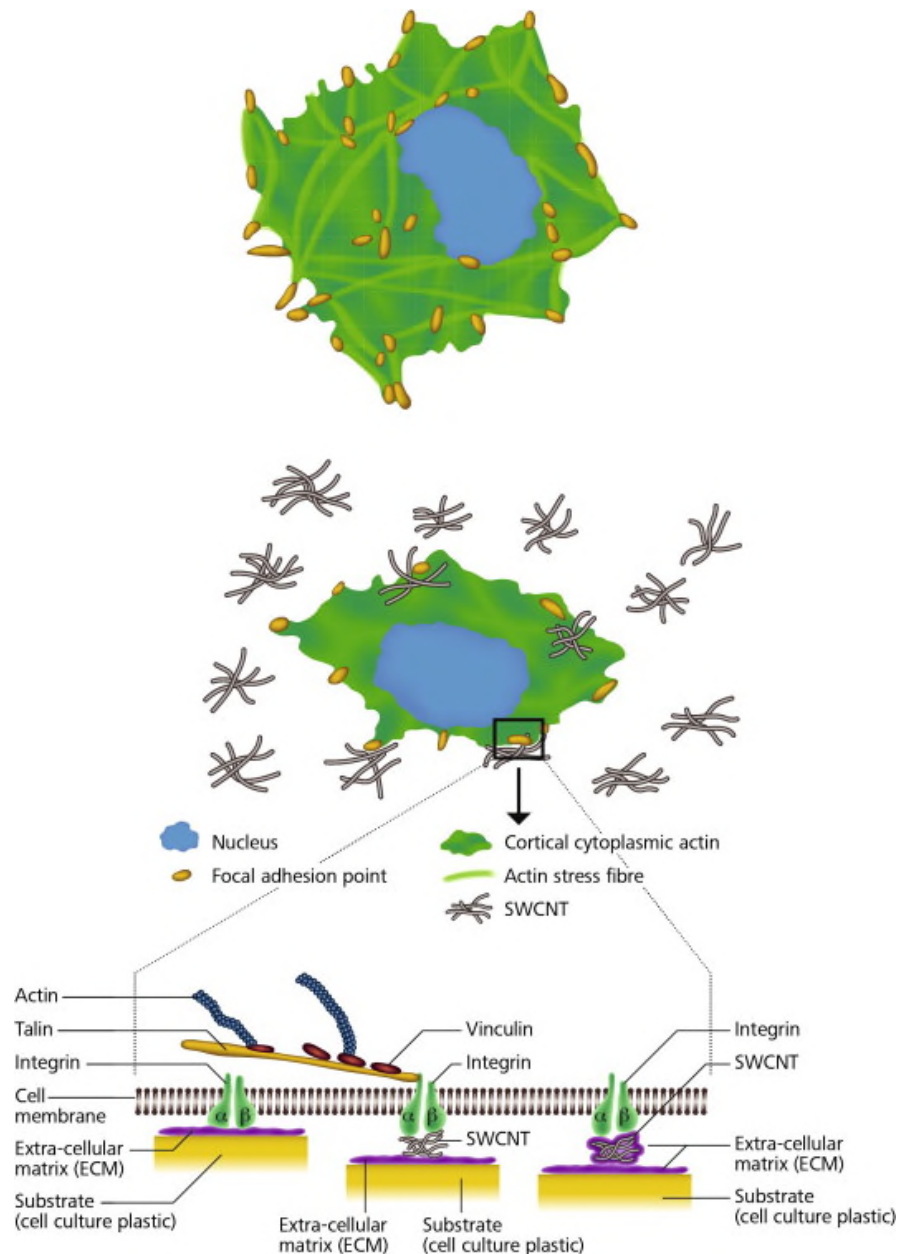 Nucleus
Cortical cytoplasmic actin
Focal adhesion point
Actin stress fibre
SWCNT
Actin
Talin
Vinculin
Integrin
Integrin
Integrin
SWCNT
Cell
membrane
α β
α β
α β
SWCNT
Extra-cellular
matrix (ECM)
Extra-cellular
matrix (ECM)
Substrate
(cell culture plastic)
Substrate
(cell culture plastic)
Extra-cellular
matrix (ECM)
Substrate
(cell culture plastic)